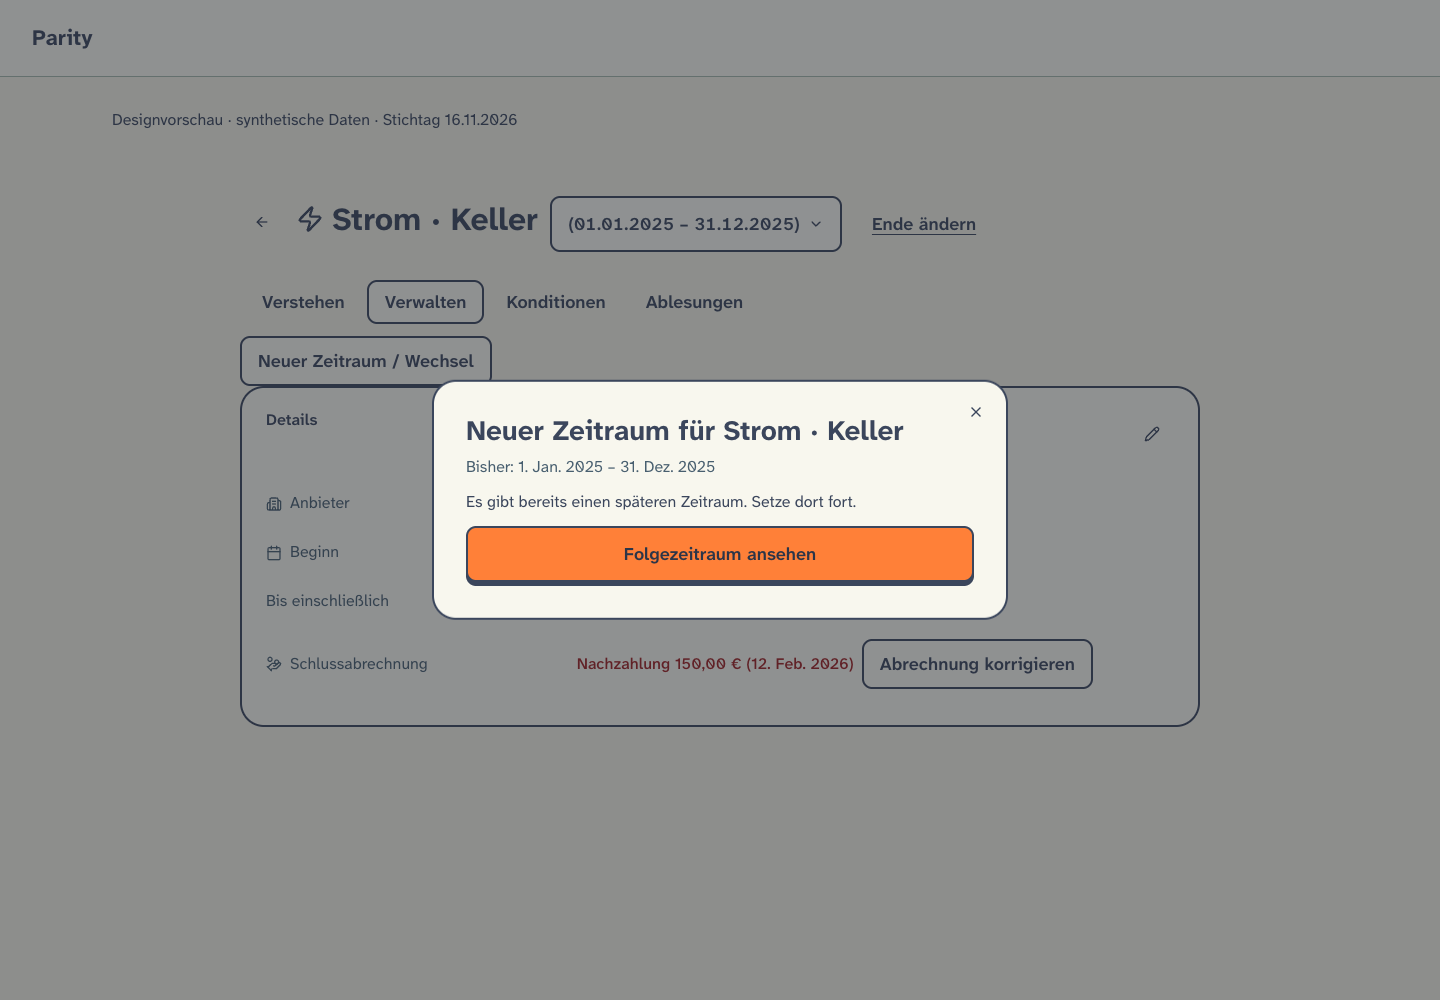 Parity
Designvorschau · synthetische Daten · Stichtag 16.11.2026
Strom · Keller
(01.01.2025 – 31.12.2025)
Ende ändern
Verstehen
Verwalten
Konditionen
Ablesungen
Neuer Zeitraum / Wechsel
Details
Neuer Zeitraum für Strom · Keller
Bisher: 1. Jan. 2025 – 31. Dez. 2025
Es gibt bereits einen späteren Zeitraum. Setze dort fort.
Folgezeitraum ansehen
Anbieter
Beginn
Bis einschließlich
Schlussabrechnung
Nachzahlung 150,00 € (12. Feb. 2026)
Abrechnung korrigieren